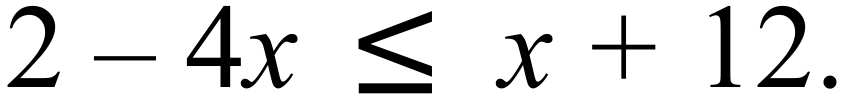 2 − 4x ≤ x + 12.